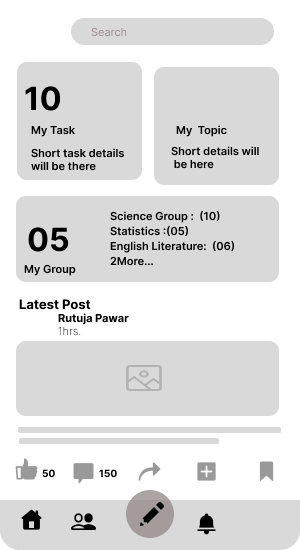 Search
10
My Task
Short task details
will be there
My  Topic
Short details will
be here
05
My Group
Science Group :  (10)
Statistics :(05)
English Literature:  (06)
2More...
Latest Post
Rutuja Pawar
1hrs.
50
150